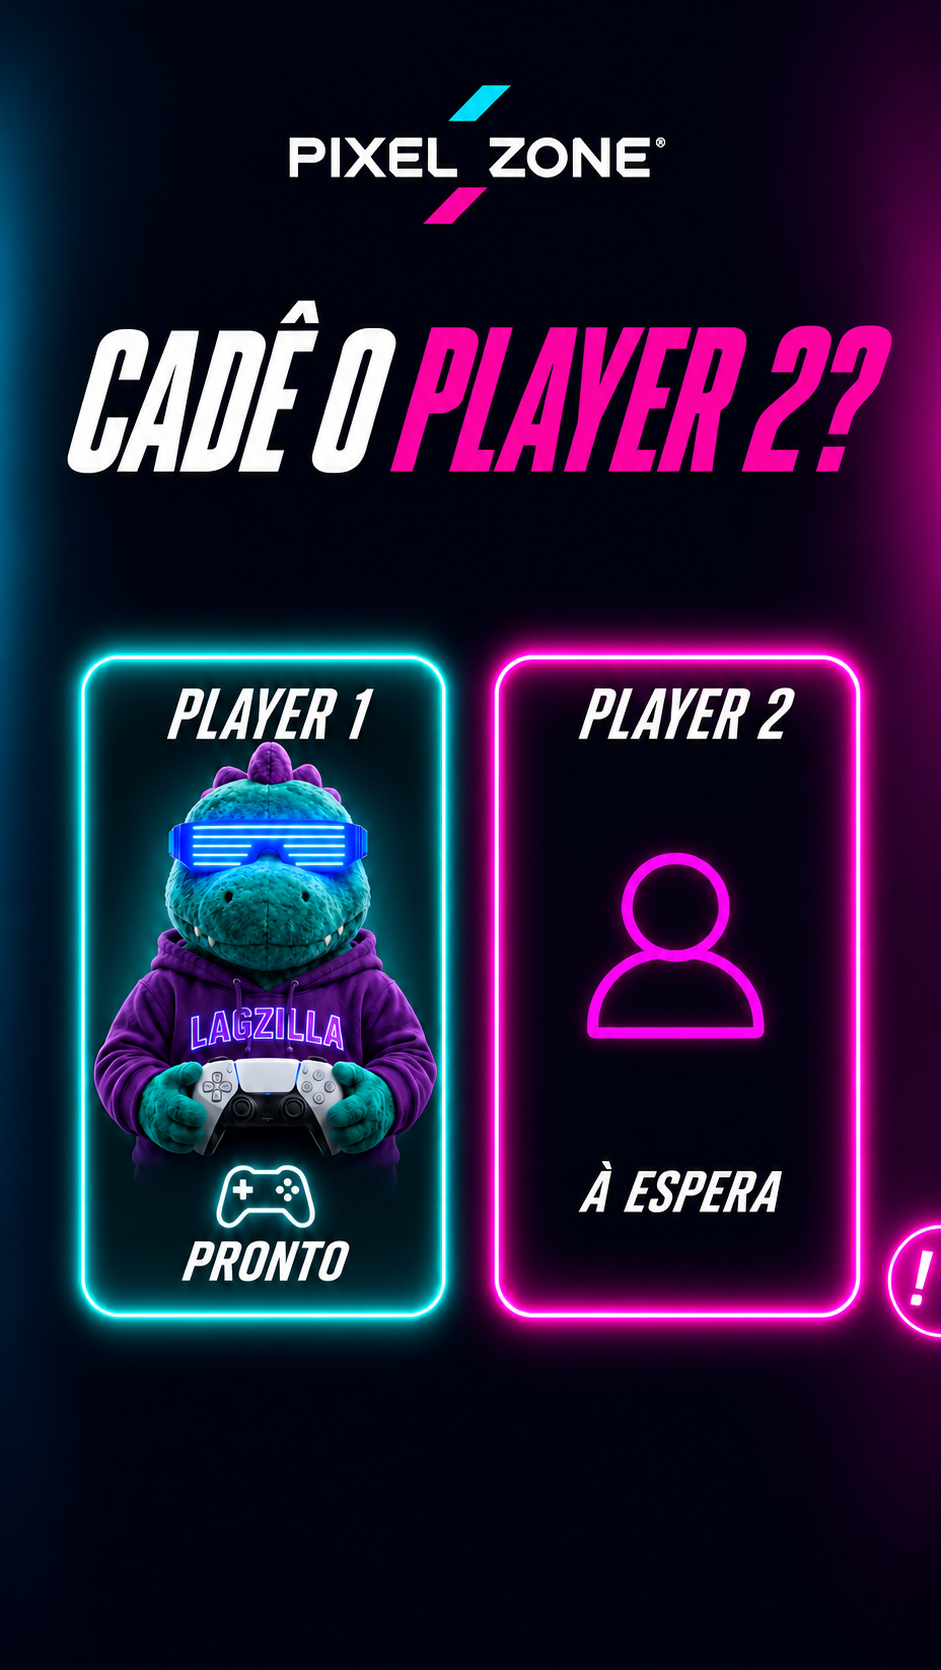 PIXEL ZONE®
CADÊ O PLAYER 2?
PLAYER 1
LAGZILLA
PRONTO
PLAYER 2
À ESPERA
!